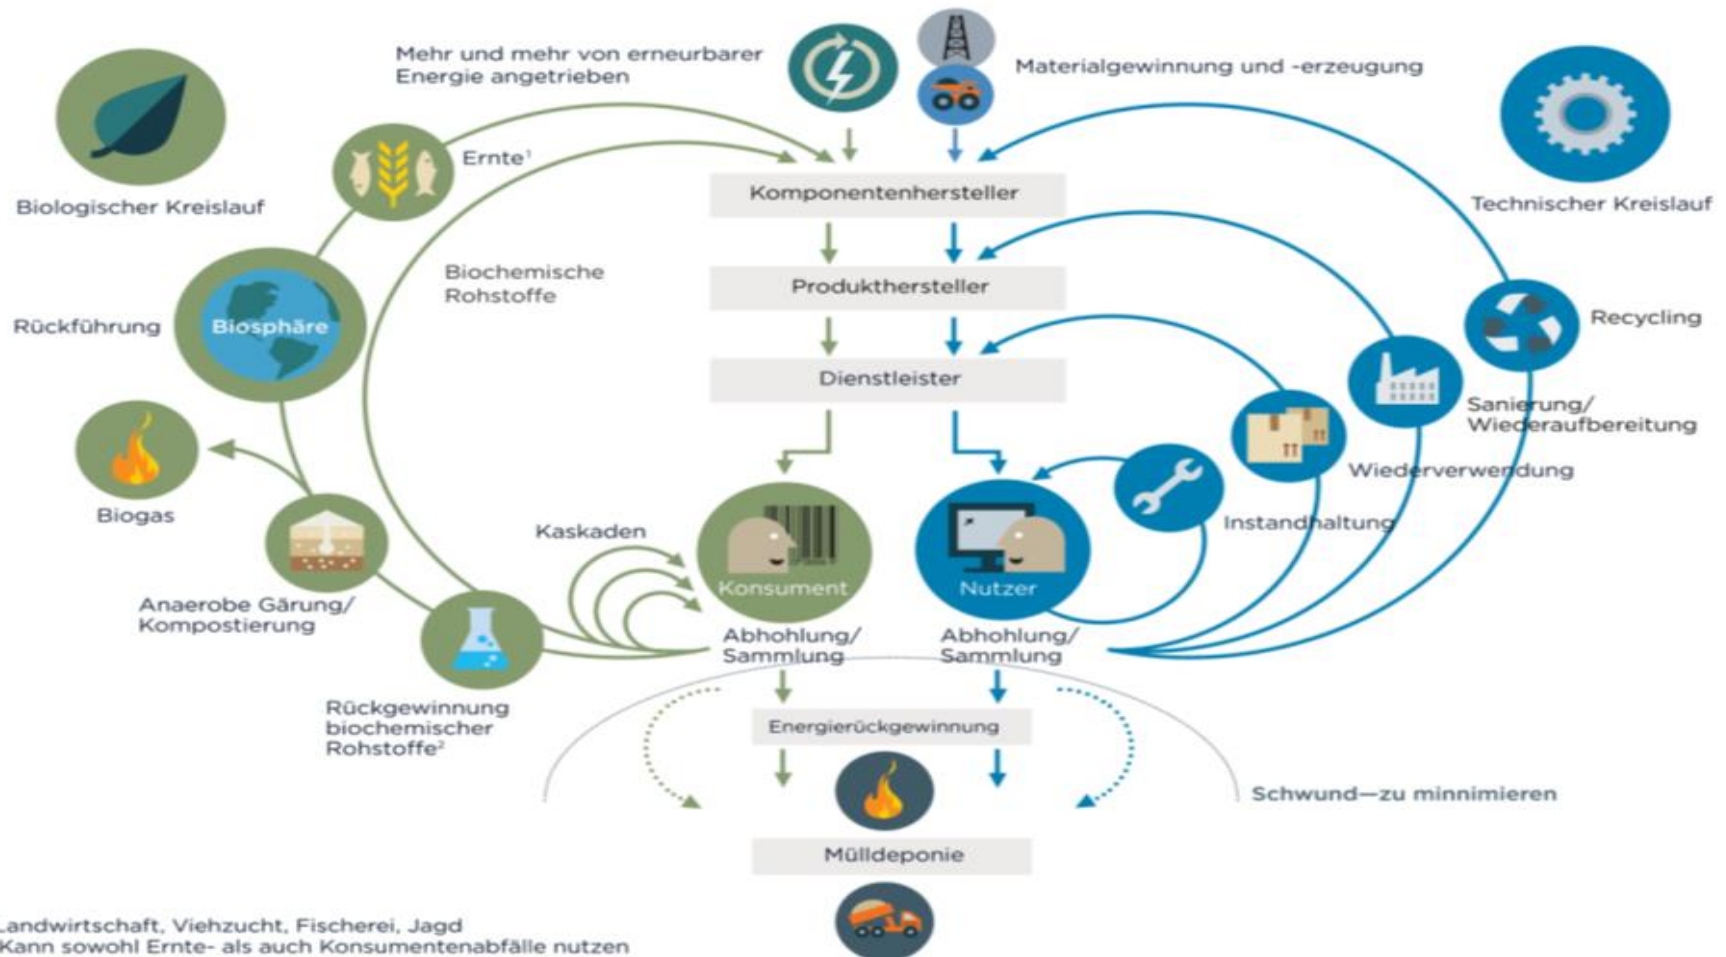 Mehr und mehr von erneurbarer
Energie angetrieben
Materialgewinnung und -erzeugung
Biologischer Kreislauf
Ernte¹
Technischer Kreislauf
Komponentenhersteller
Biochemische
Rohstoffe
Produkthersteller
Rückführung
Biosphäre
Recycling
Dienstleister
Sanierung/
Wiederaufbereitung
Wiederverwendung
Biogas
Kaskaden
Instandhaltung
Konsument
Nutzer
Anaerobe Gärung/
Kompostierung
Abhohlung/
Sammlung
Abhohlung/
Sammlung
Rückgewinnung
biochemischer
Rohstoffe²
Energierückgewinnung
Schwund—zu minnimieren
Mülldeponie
Landwirtschaft, Viehzucht, Fischerei, Jagd
Kann sowohl Ernte- als auch Konsumentenabfälle nutzen